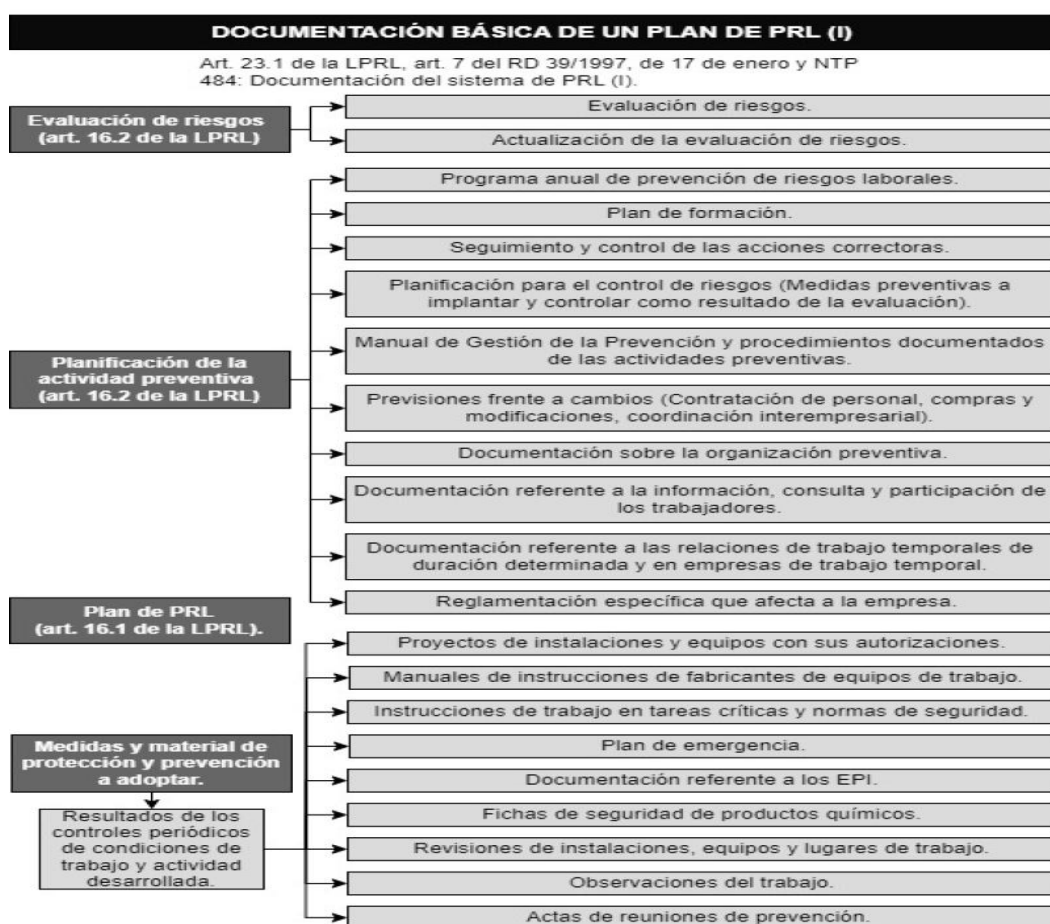 DOCUMENTACIÓN BÁSICA DE UN PLAN DE PRL (I)
Art. 23.1 de la LPRL, art. 7 del RD 39/1997, de 17 de enero y NTP
484: Documentación del sistema de PRL (I).
Evaluación de riesgos
(art. 16.2 de la LPRL)
Evaluación de riesgos.
Actualización de la evaluación de riesgos.
Planificación de la
actividad preventiva
(art. 16.2 de la LPRL)
Programa anual de prevención de riesgos laborales.
Plan de formación.
Seguimiento y control de las acciones correctoras.
Planificación para el control de riesgos (Medidas preventivas a
implantar y controlar como resultado de la evaluación).
Manual de Gestión de la Prevención y procedimientos documentados
de las actividades preventivas.
Previsiones frente a cambios (Contratación de personal, compras y
modificaciones, coordinación interempresarial).
Documentación sobre la organización preventiva.
Documentación referente a la información, consulta y participación de
los trabajadores.
Documentación referente a las relaciones de trabajo temporales de
duración determinada y en empresas de trabajo temporal.
Reglamentación específica que afecta a la empresa.
Plan de PRL
(art. 16.1 de la LPRL).
Medidas y material de
protección y prevención
a adoptar.
Resultados de los
controles periódicos
de condiciones de
trabajo y actividad
desarrollada.
Proyectos de instalaciones y equipos con sus autorizaciones.
Manuales de instrucciones de fabricantes de equipos de trabajo.
Instrucciones de trabajo en tareas críticas y normas de seguridad.
Plan de emergencia.
Documentación referente a los EPI.
Fichas de seguridad de productos químicos.
Revisiones de instalaciones, equipos y lugares de trabajo.
Observaciones del trabajo.
Actas de reuniones de prevención.